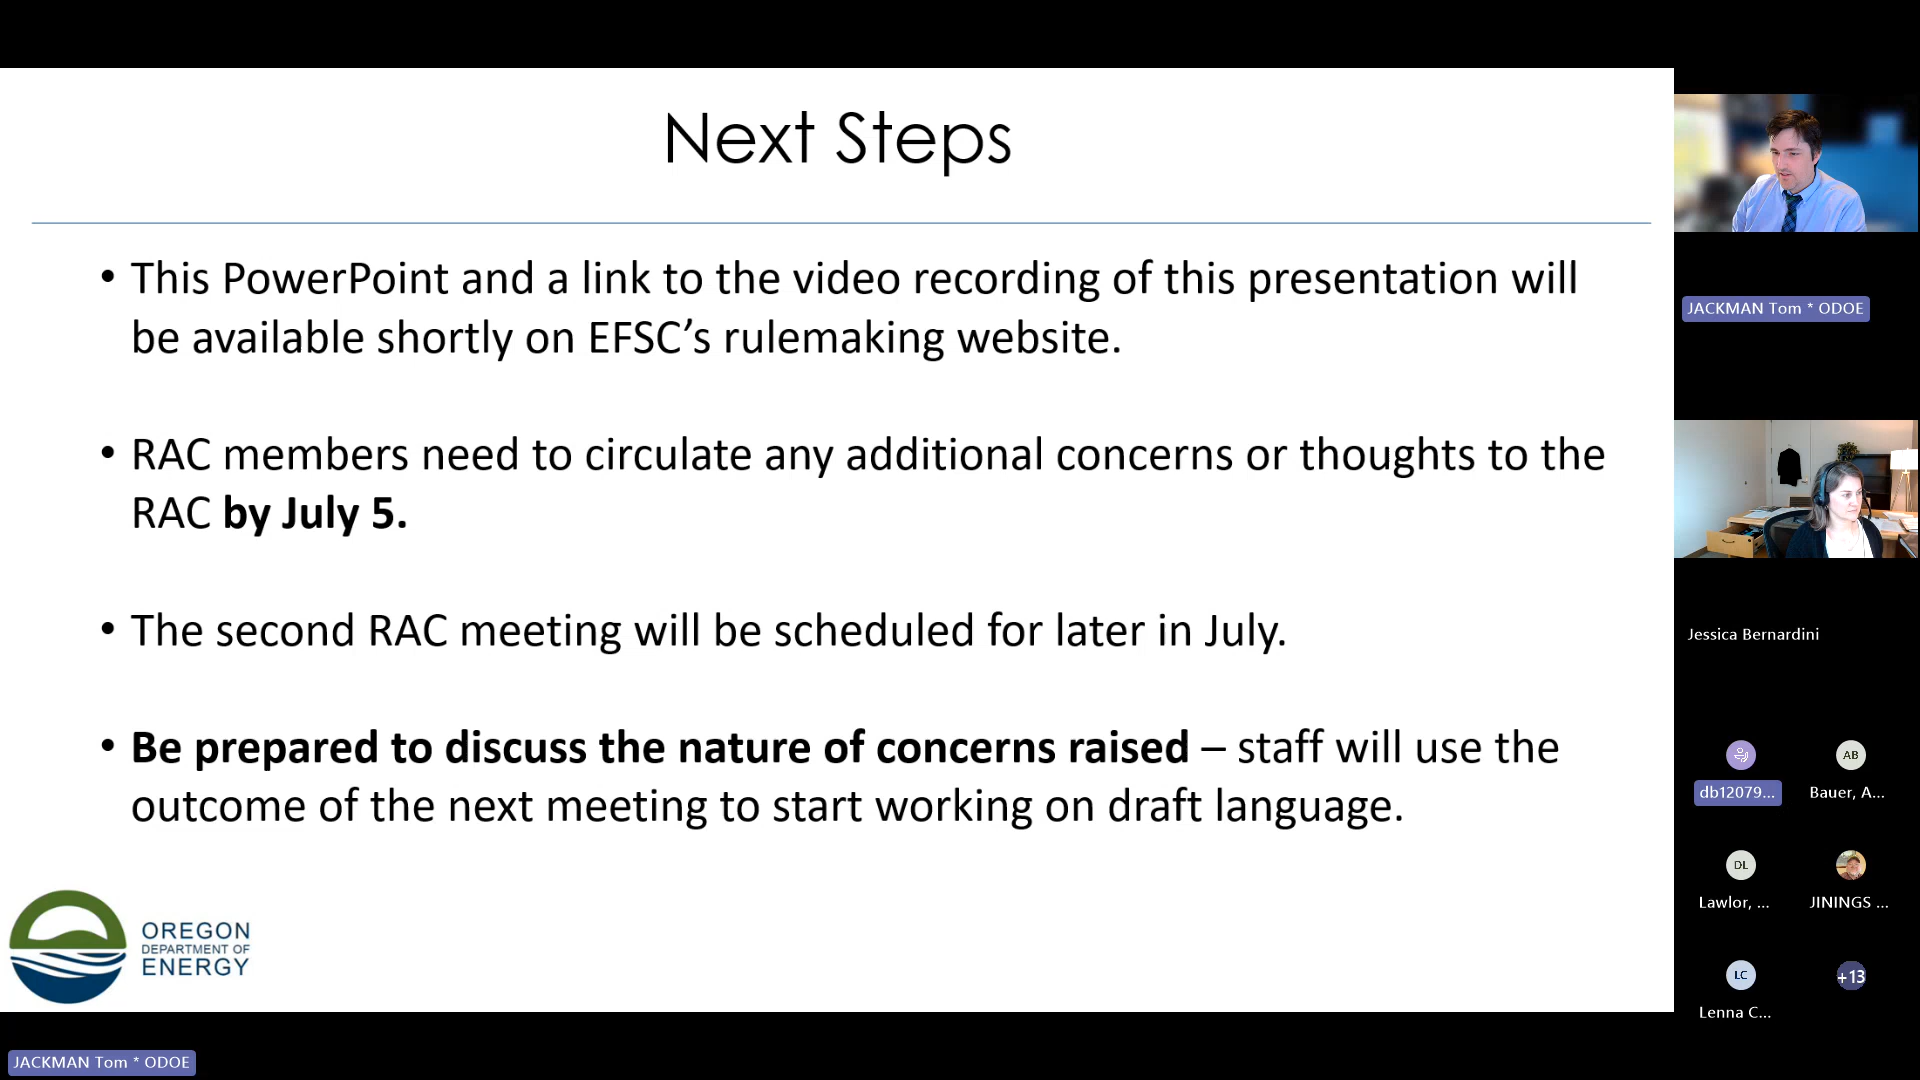 Next Steps
• This PowerPoint and a link to the video recording of this presentation will
be available shortly on EFSC’s rulemaking website.
• RAC members need to circulate any additional concerns or thoughts to the
RAC by July 5.
• The second RAC meeting will be scheduled for later in July.
• Be prepared to discuss the nature of concerns raised – staff will use the
outcome of the next meeting to start working on draft language.
OREGON
DEPARTMENT OF
ENERGY
JACKMAN Tom * ODOE
JACKMAN Tom * ODOE
Jessica Bernardini
AB
db12079...
Bauer, A...
DL
Lawlor, ...
JININGS ...
LC
+13
Lenna C...